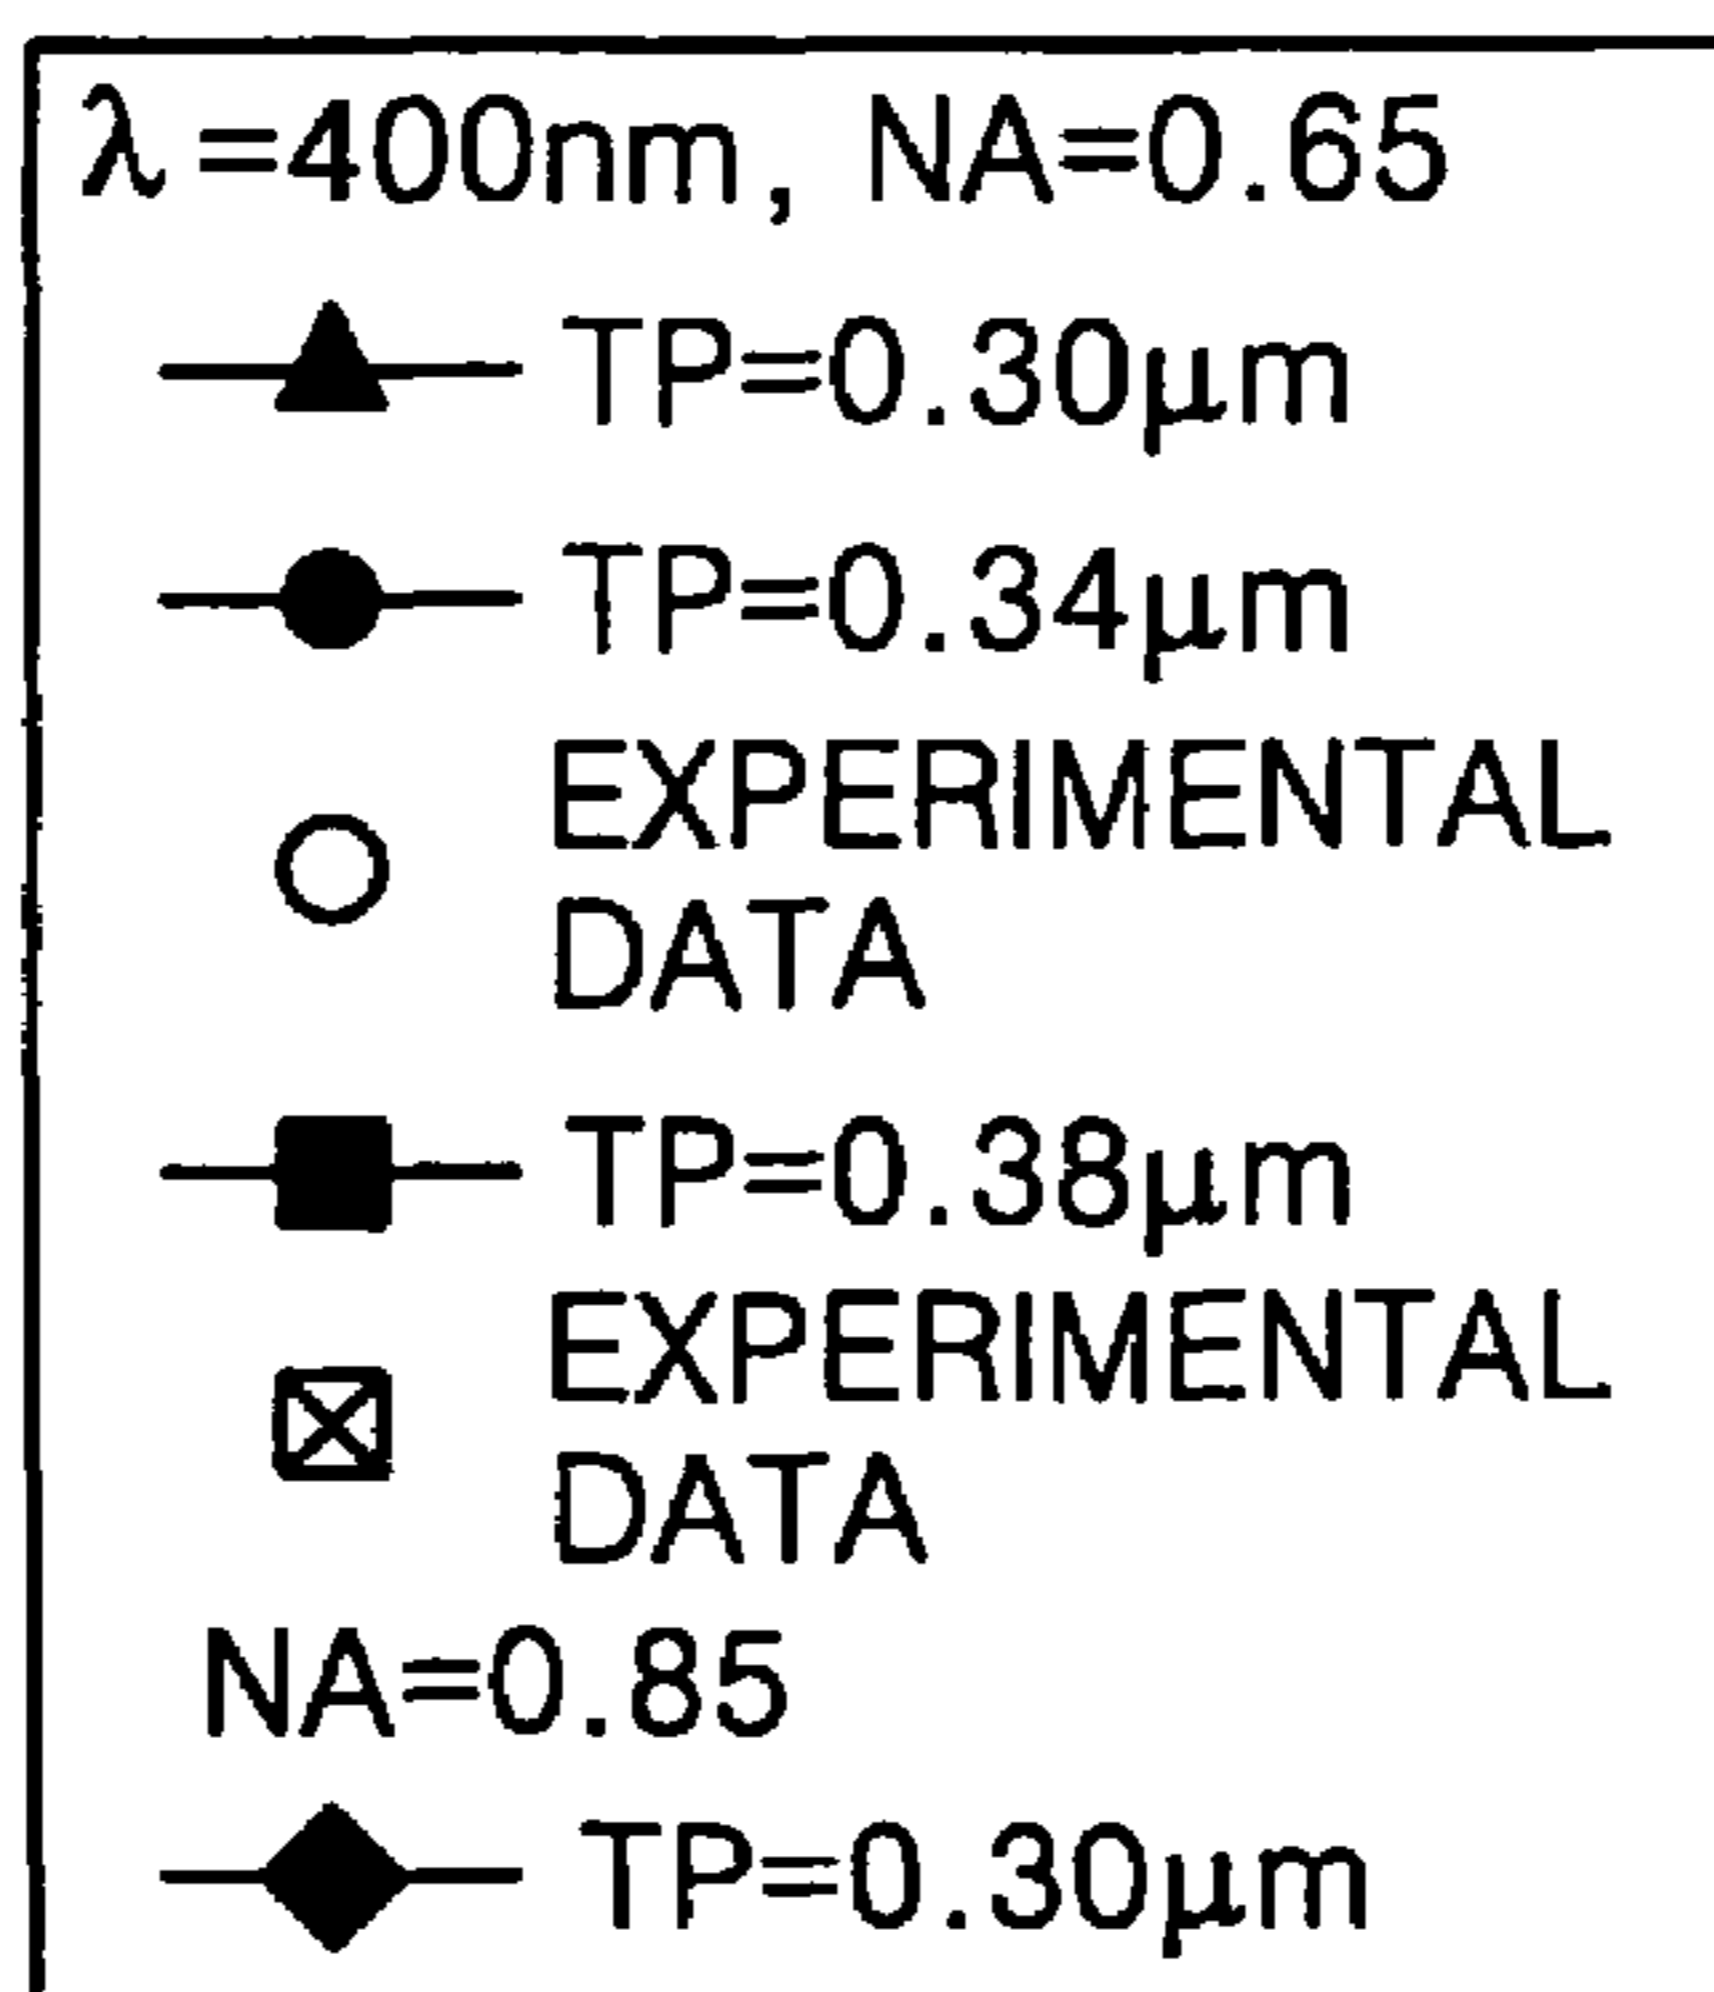 λ=400nm, NA=0.65
TP=0.30μm
TP=0.34μm
EXPERIMENTAL
DATA
TP=0.38μm
EXPERIMENTAL
DATA
NA=0.85
TP=0.30μm